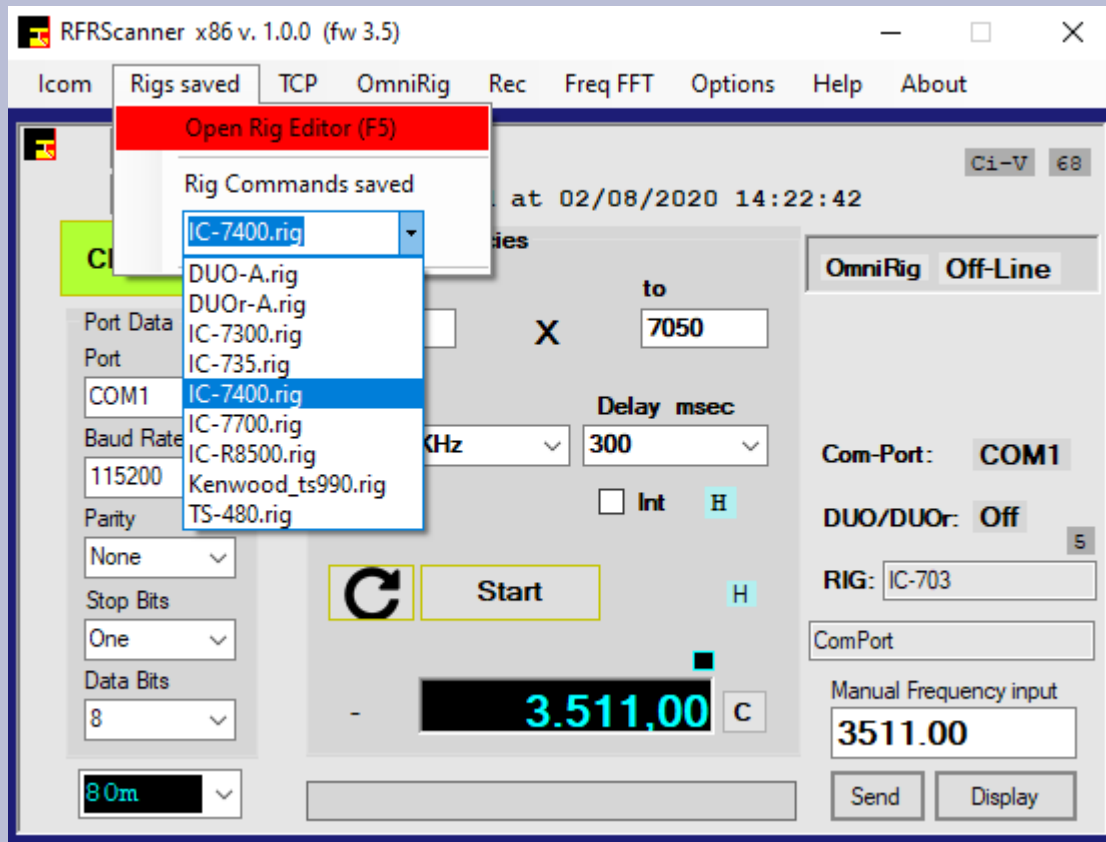 RFRScanner x86 v. 1.0.0 (fw 3.5)
Icom Rigs saved TCP OmniRig Rec Freq FFT Options Help About
Open Rig Editor (F5)
Rig Commands saved
IC-7400.rig
DUO-A.rig
DUOr-A.rig
IC-7300.rig
IC-735.rig
IC-7400.rig
IC-7700.rig
IC-R8500.rig
Kenwood_ts990.rig
TS-480.rig
Ci-V 68
at 02/08/2020 14:22:42
OmniRig Off-Line
Port Data
Port
COM1
Baud Rate
115200
Parity
None
Stop Bits
One
Data Bits
8
80m
to
X 7050
KHz
Delay msec
300
Int H
Start H
- 3.511,00 C
Com-Port: COM1
DUO/DUOr: Off
5
RIG: IC-703
ComPort
Manual Frequency input
3511.00
Send Display